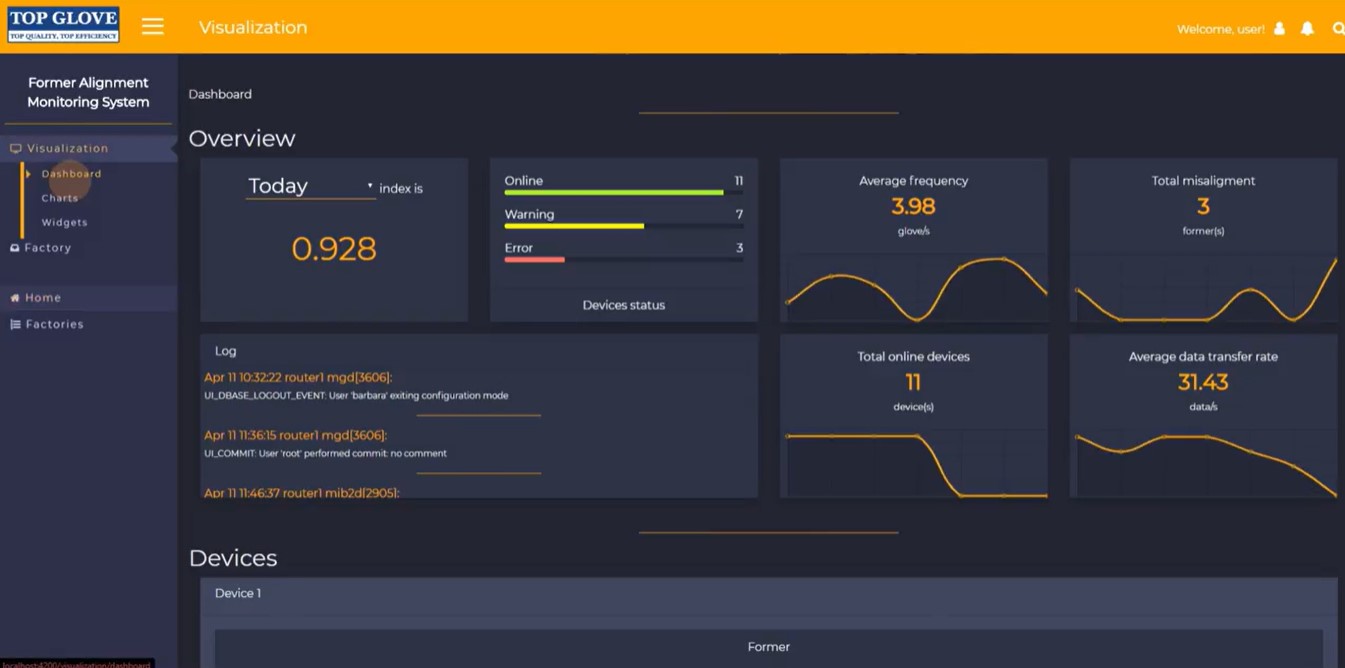 TOP GLOVE
TOP QUALITY, TOP EFFICIENCY
Visualization
Welcome, user!
Former Alignment
Monitoring System
Visualization
Dashboard
Charts
Widgets
Factory
Home
Factories
Dashboard
Overview
Today index is
0.928
Online 11
Warning 7
Error 3
Devices status
Average frequency
3.98
glove/s
Total misaligment
3
former(s)
Log
Apr 11 10:32:22 router1 mgd[3606]:
UI_DBASE_LOGOUT_EVENT: User 'barbara' exiting configuration mode
Apr 11 11:36:15 router1 mgd[3606]:
UI_COMMIT: User 'root' performed commit: no comment
Apr 11 11:46:37 router1 mib2d[2905]:
Total online devices
11
device(s)
Average data transfer rate
31.43
data/s
Devices
Device 1
Former
localhost:4200/visualization/dashboard